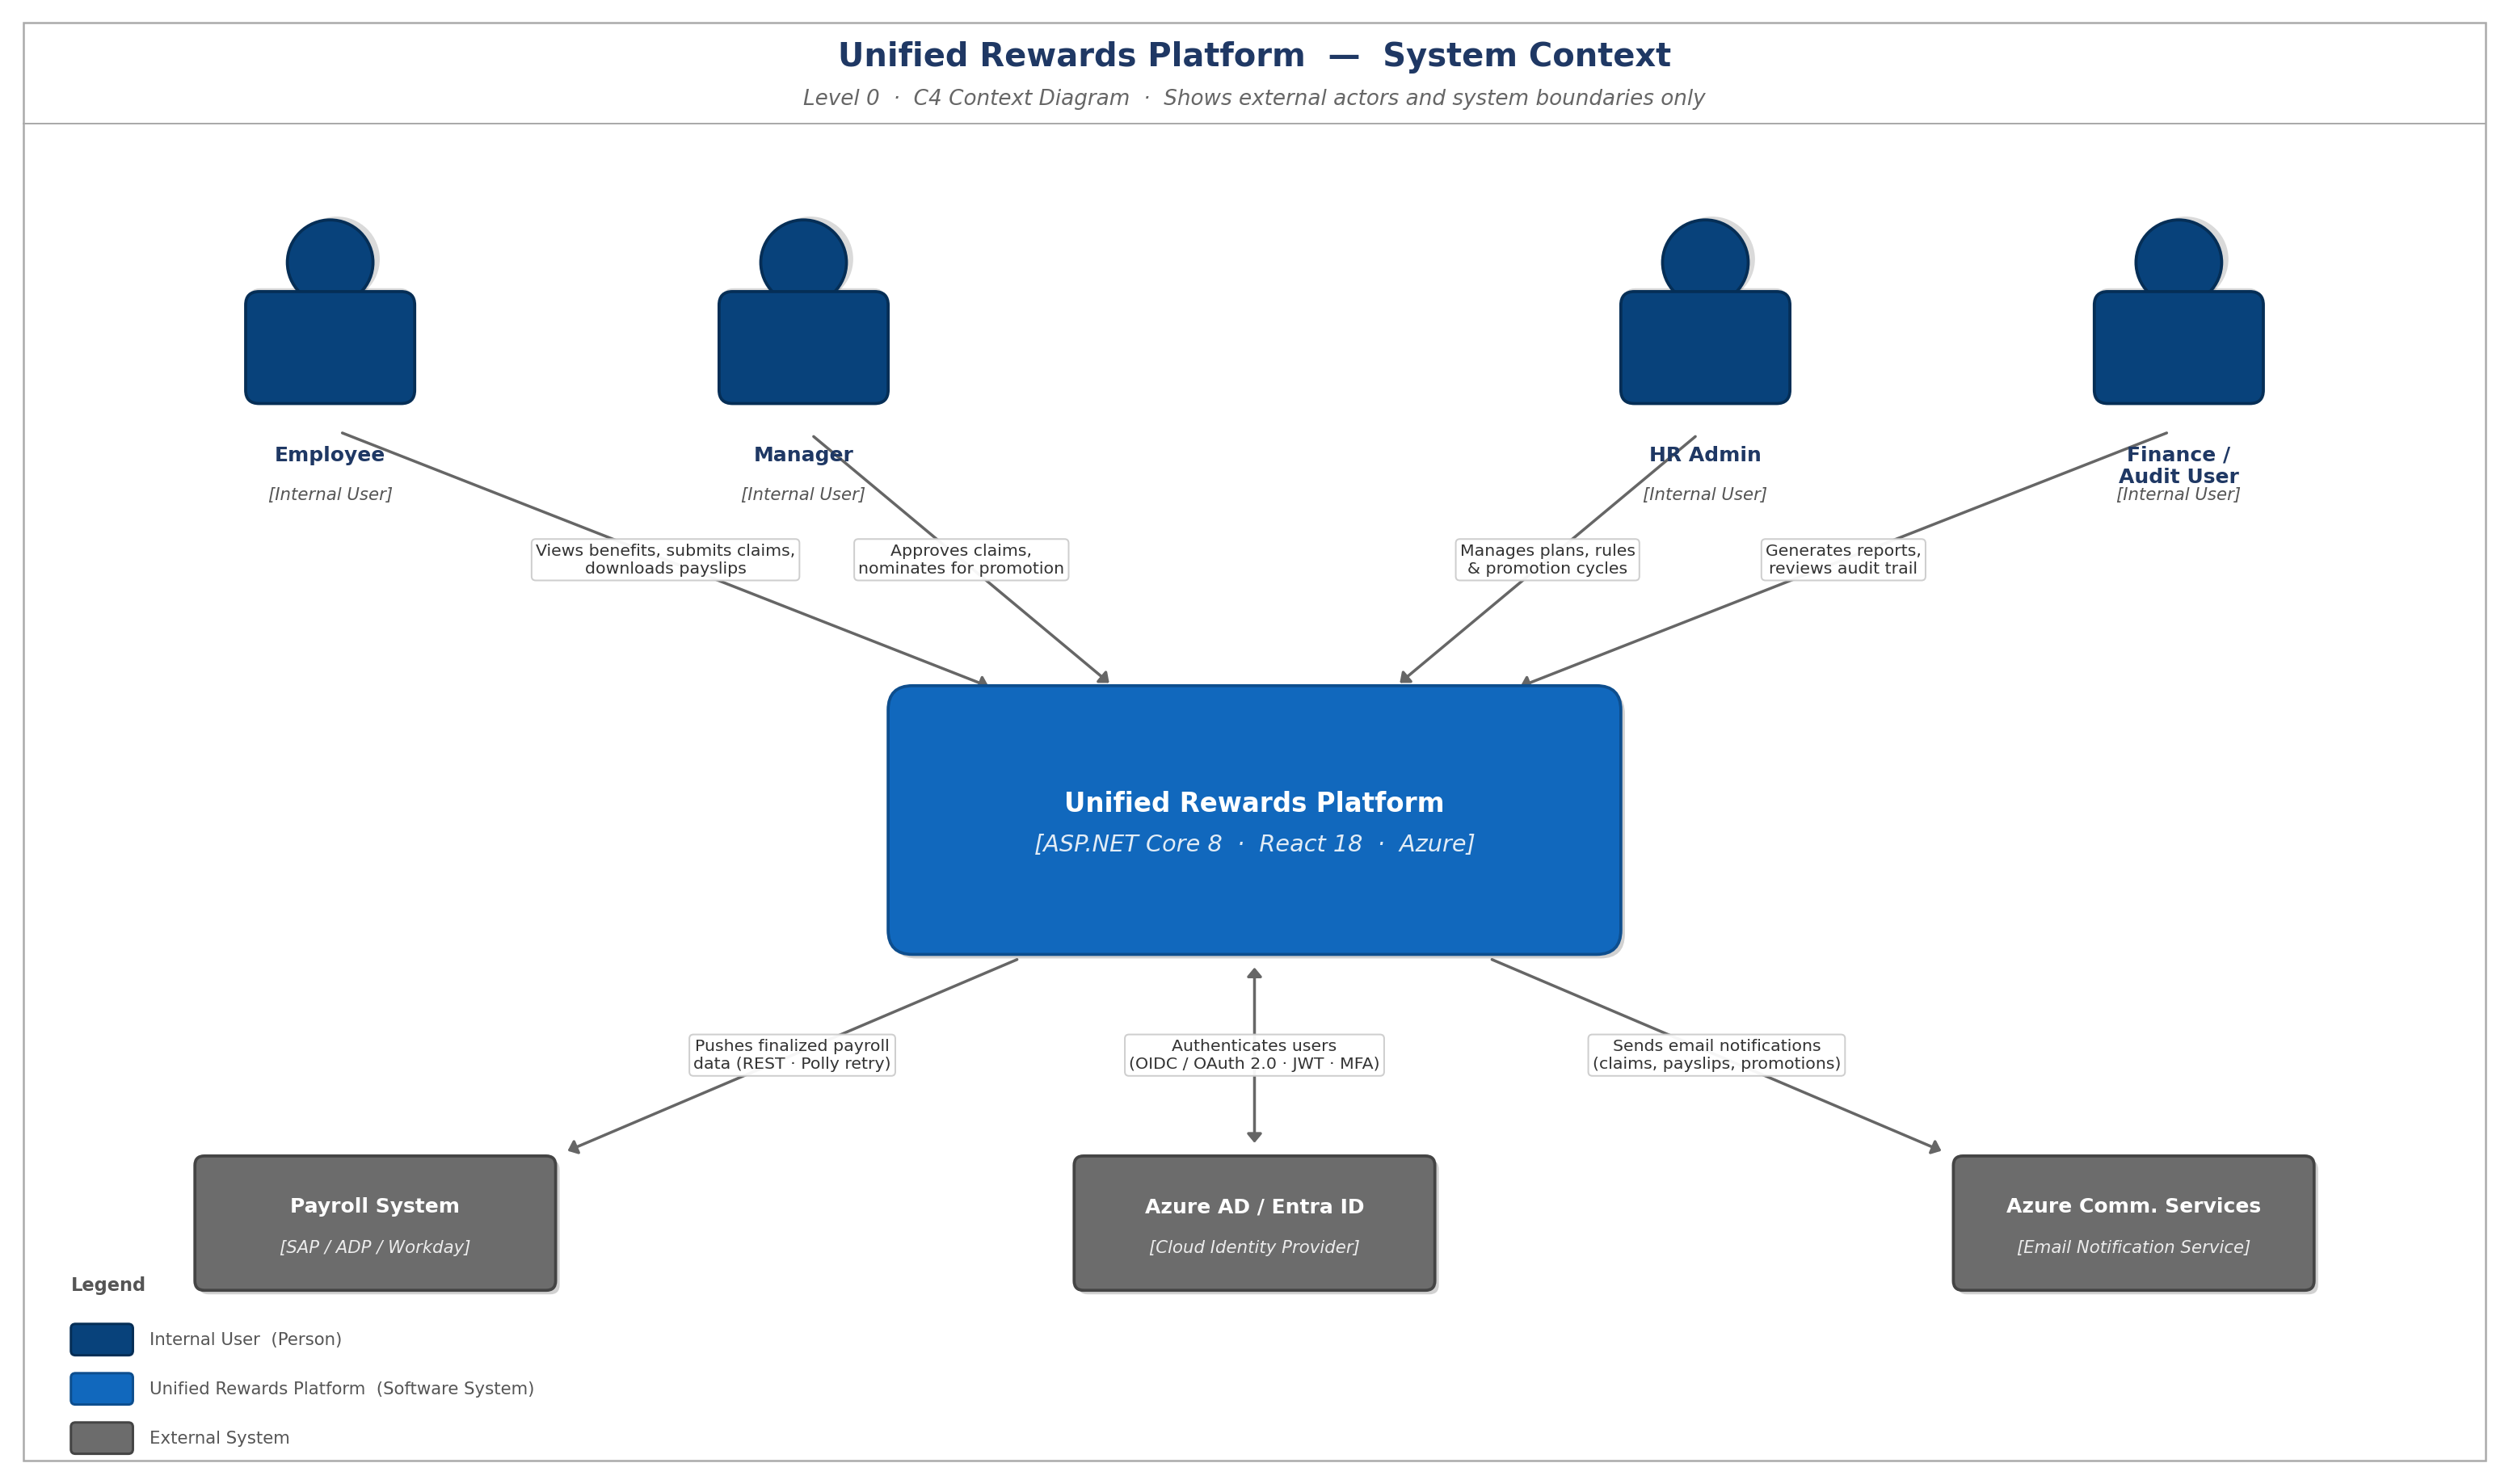 Unified Rewards Platform — System Context
Level 0 · C4 Context Diagram · Shows external actors and system boundaries only
Employee
[Internal User]
Manager
[Internal User]
HR Admin
[Internal User]
Finance /
Audit User
[Internal User]
Views benefits, submits claims,
downloads payslips
Approves claims,
nominates for promotion
Manages plans, rules
& promotion cycles
Generates reports,
reviews audit trail
Unified Rewards Platform
[ASP.NET Core 8 · React 18 · Azure]
Pushes finalized payroll
data (REST · Polly retry)
Authenticates users
(OIDC / OAuth 2.0 · JWT · MFA)
Sends email notifications
(claims, payslips, promotions)
Payroll System
[SAP / ADP / Workday]
Azure AD / Entra ID
[Cloud Identity Provider]
Azure Comm. Services
[Email Notification Service]
Legend
Internal User (Person)
Unified Rewards Platform (Software System)
External System